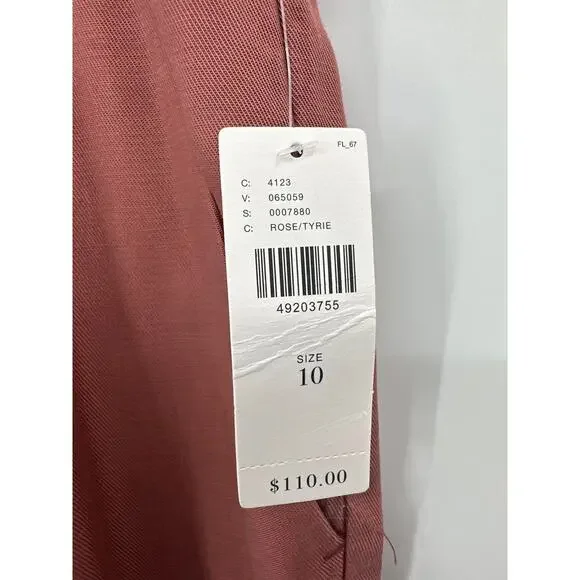 FL_67
C: 4123
V: 065059
S: 0007880
C: ROSE/TYRIE
49203755
SIZE
10
$110.00